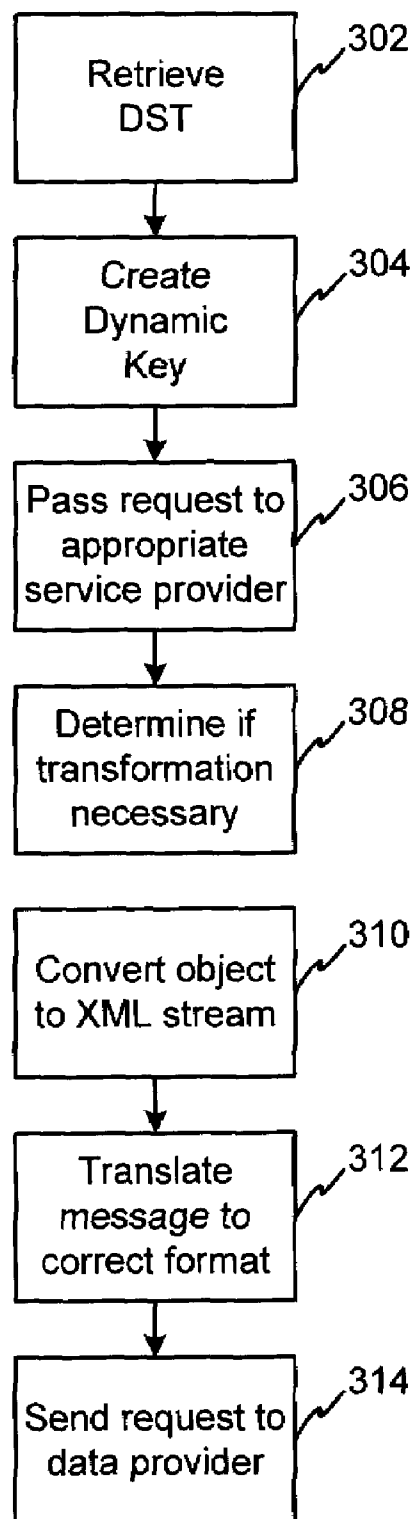 302
Retrieve
DST
304
Create
Dynamic
Key
306
Pass request to
appropriate
service provider
308
Determine if
transformation
necessary
310
Convert object
to XML stream
312
Translate
message to
correct format
314
Send request to
data provider